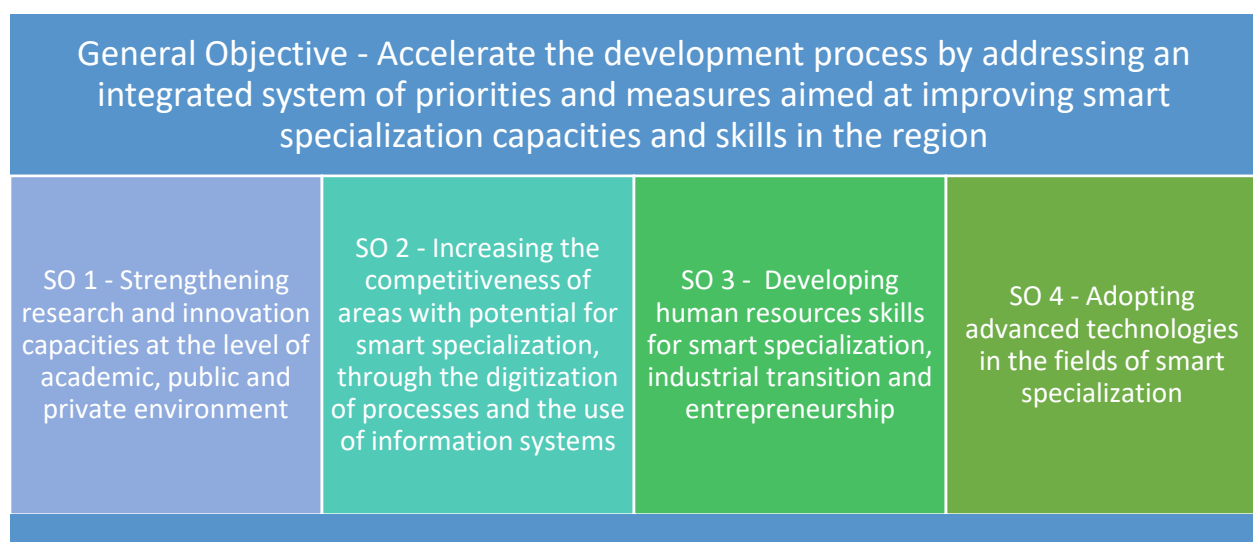 General Objective - Accelerate the development process by addressing an
integrated system of priorities and measures aimed at improving smart
specialization capacities and skills in the region
SO 1 - Strengthening
research and innovation
capacities at the level of
academic, public and
private environment
SO 2 - Increasing the
competitiveness of
areas with potential for
smart specialization,
through the digitization
of processes and the use
of information systems
SO 3 -  Developing
human resources skills
for smart specialization,
industrial transition and
entrepreneurship
SO 4 - Adopting
advanced technologies
in the fields of smart
specialization